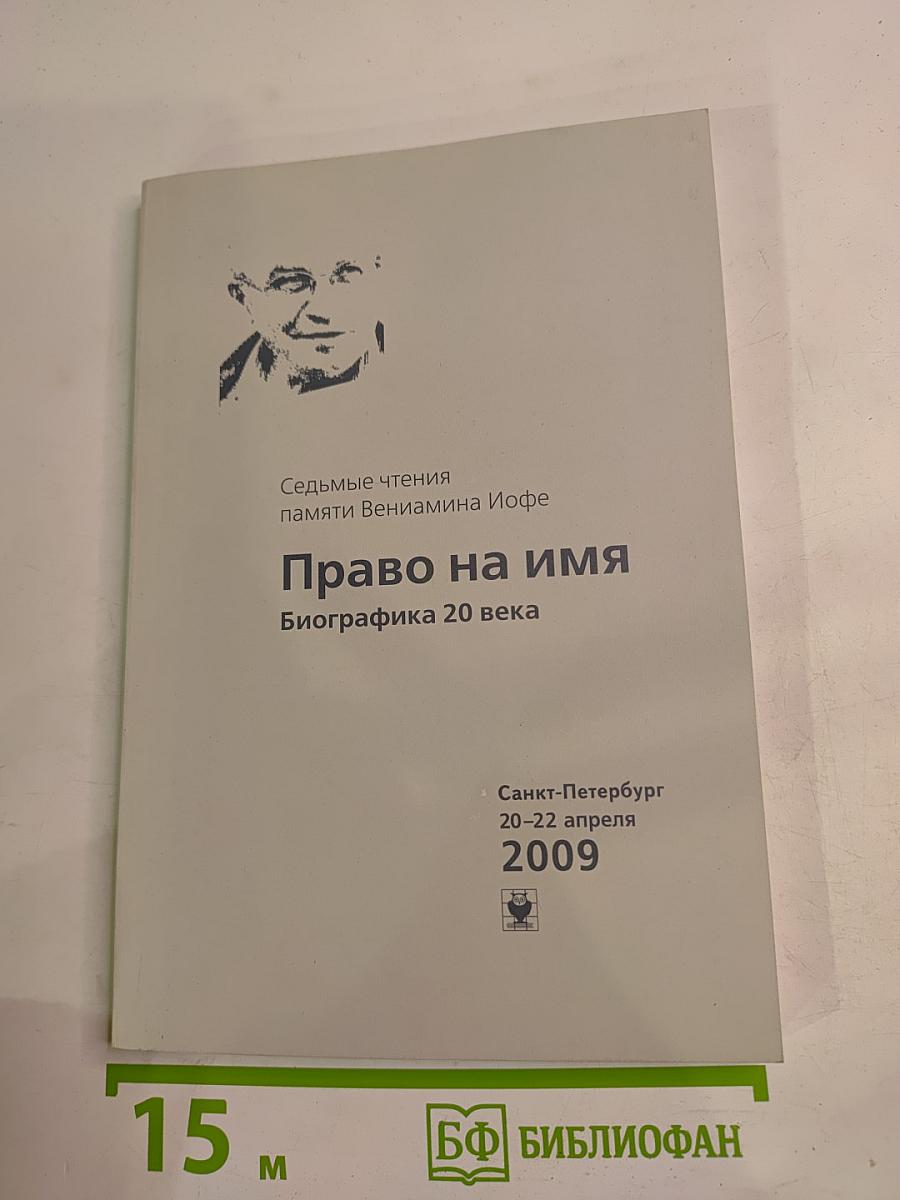 Седьмые чтения
памяти Вениамина Иофе
Право на имя
Биографика 20 века
Санкт-Петербург
20–22 апреля
2009
15 м
БФ БИБЛИОФАН